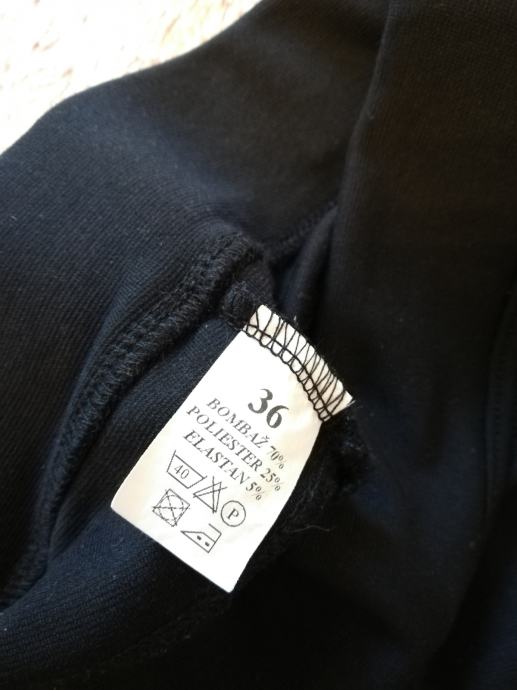 36
BOMBAŽ 70%
POLIESTER 25%
ELASTAN 5%
40 P